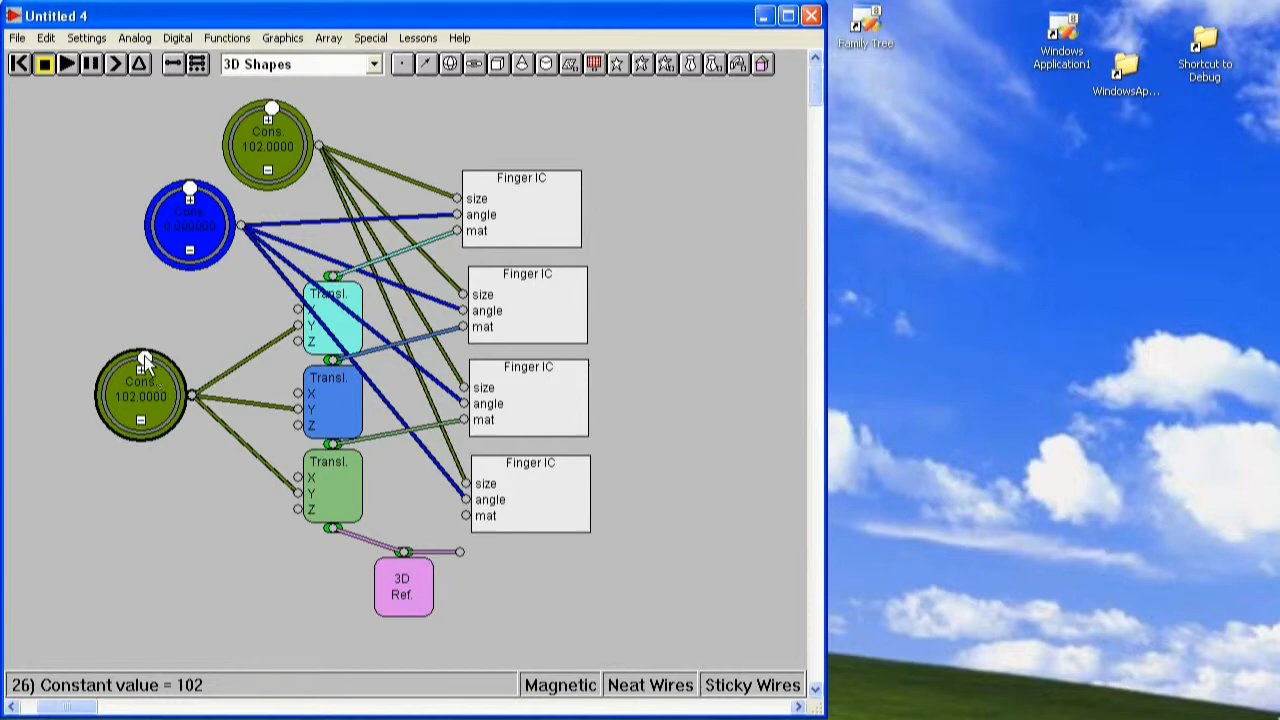 Untitled 4
File Edit Settings Analog Digital Functions Graphics Array Special Lessons Help
3D Shapes
Cons.
102.0000
Cons.
0.000000
Cons.
102.0000
Transl.
X
Y
Z
Transl.
X
Y
Z
Transl.
X
Y
Z
3D
Ref.
Finger IC
size
angle
mat
Finger IC
size
angle
mat
Finger IC
size
angle
mat
Finger IC
size
angle
mat
26) Constant value = 102
Magnetic Neat Wires Sticky Wires
Family Tree
Windows
Application1
WindowsAp...
Shortcut to
Debug